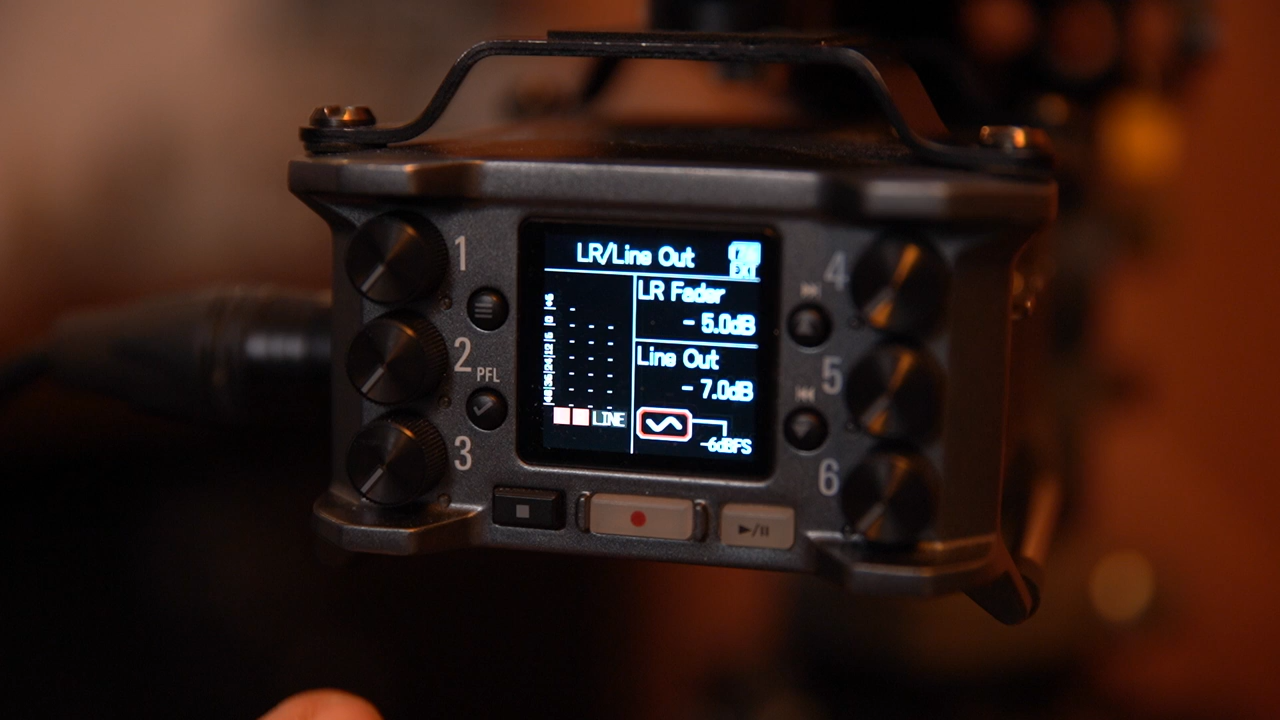 LR/Line Out
EXT
LR Fader
- 5.0dB
Line Out
- 7.0dB
LINE
-6dBFS
1
2
PFL
3
4
5
6